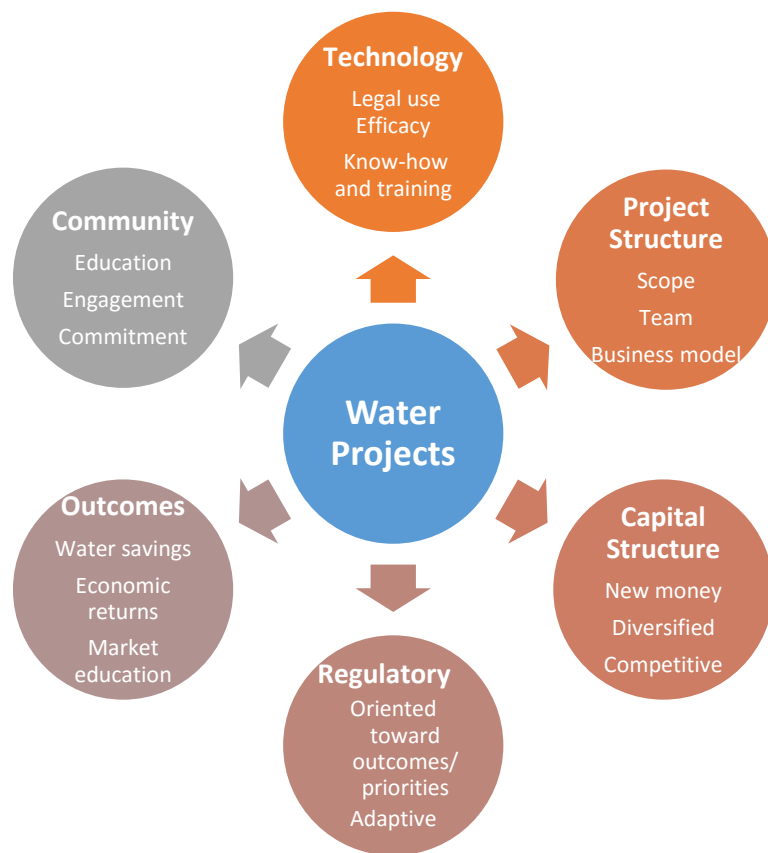 Technology
Legal use
Efficacy
Know-how
and training
Project
Structure
Scope
Team
Business model
Capital
Structure
New money
Diversified
Competitive
Regulatory
Oriented
toward
outcomes/
priorities
Adaptive
Outcomes
Water savings
Economic
returns
Market
education
Community
Education
Engagement
Commitment
Water
Projects